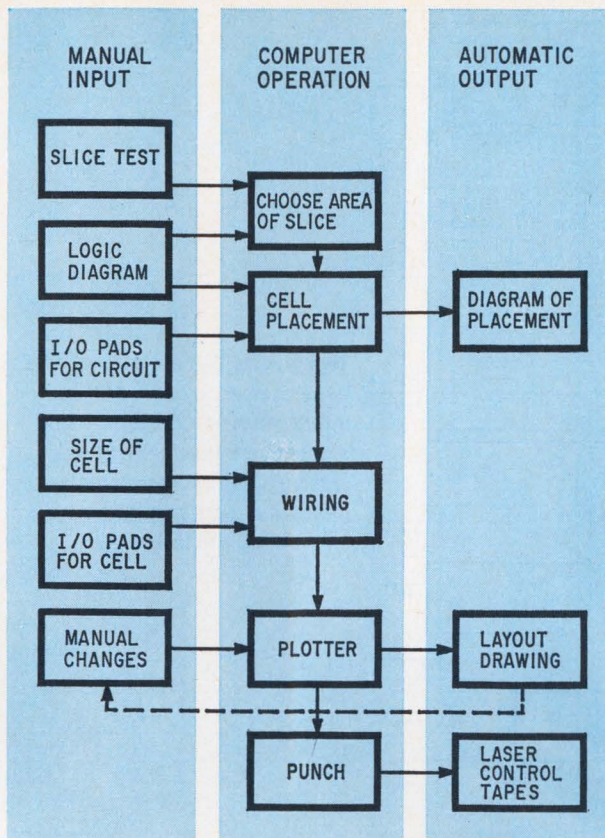 MANUAL
INPUT
COMPUTER
OPERATION
AUTOMATIC
OUTPUT
SLICE TEST
CHOOSE AREA
OF SLICE
LOGIC
DIAGRAM
CELL
PLACEMENT
DIAGRAM OF
PLACEMENT
I/O PADS
FOR CIRCUIT
SIZE OF
CELL
WIRING
I/O PADS
FOR CELL
MANUAL
CHANGES
PLOTTER
LAYOUT
DRAWING
PUNCH
LASER
CONTROL
TAPES